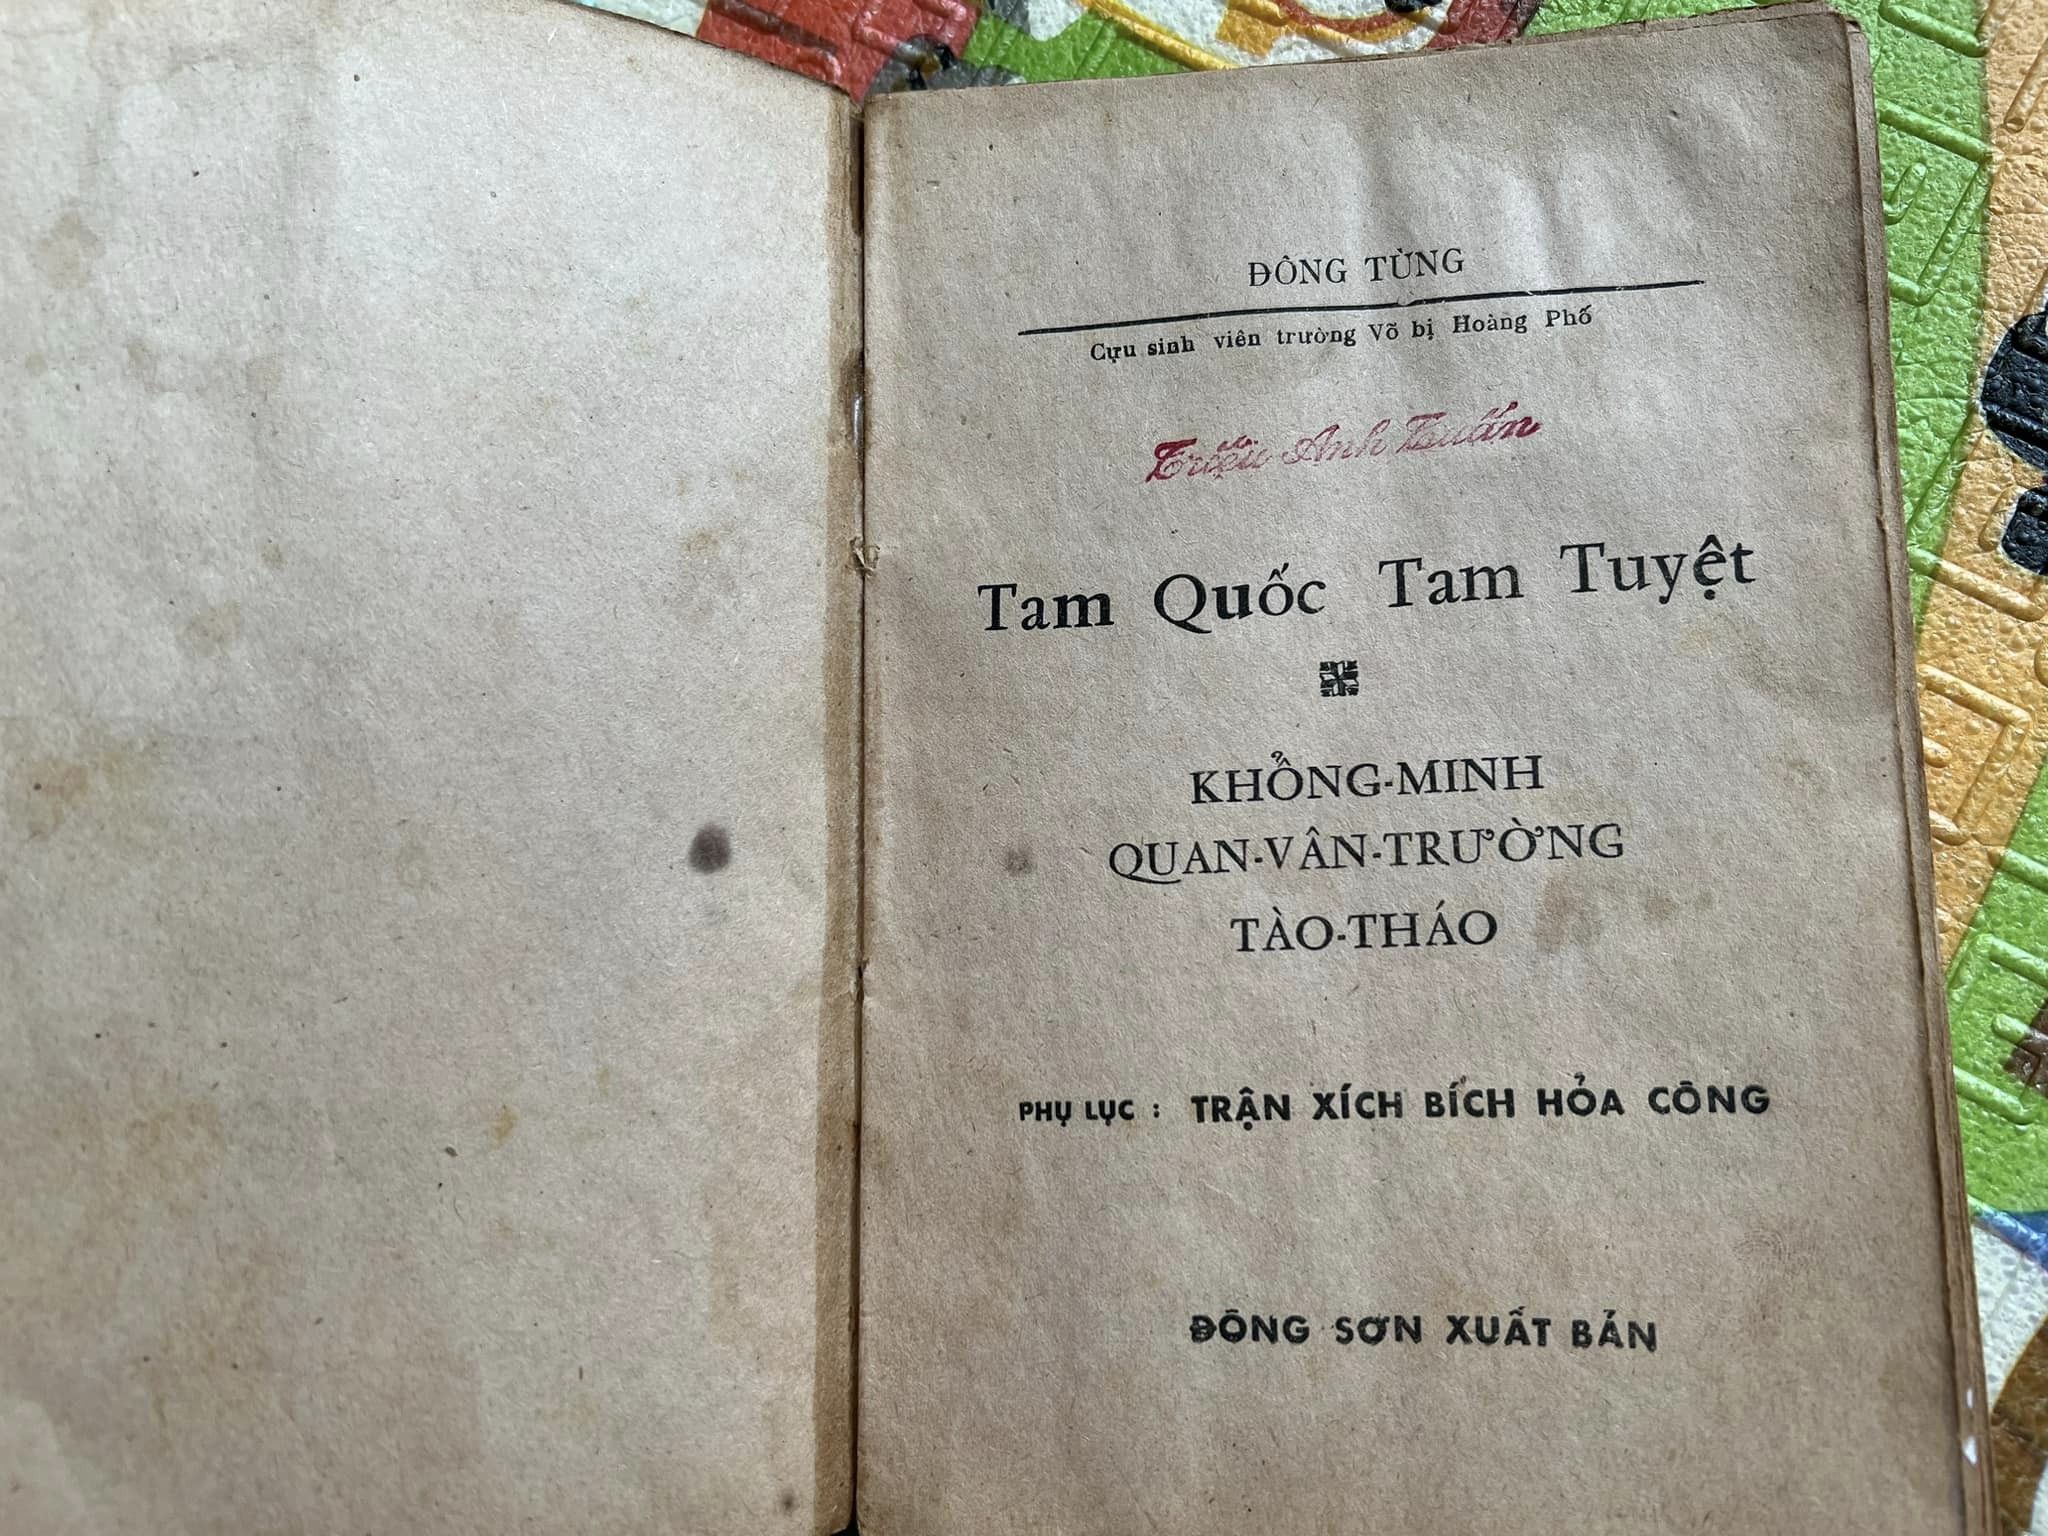 ĐÔNG TÙNG
Cựu sinh viên trường Võ bị Hoàng Phố
Triệu Anh Tuấn
Tam Quốc Tam Tuyệt
KHỔNG-MINH
QUAN-VÂN-TRƯỜNG
TÀO-THÁO
PHỤ LỤC : TRẬN XÍCH BÍCH HỎA CÔNG
ĐÔNG SƠN XUẤT BẢN